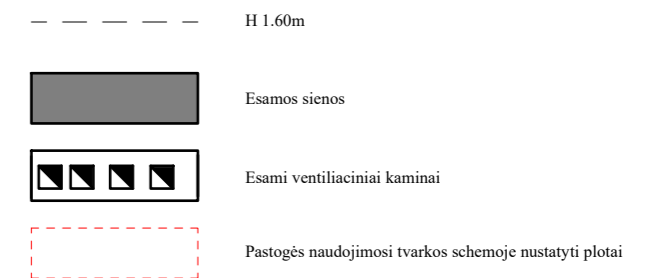 H 1.60m
Esamos sienos
Esami ventiliaciniai kaminai
Pastogės naudojimosi tvarkos schemoje nustatyti plotai